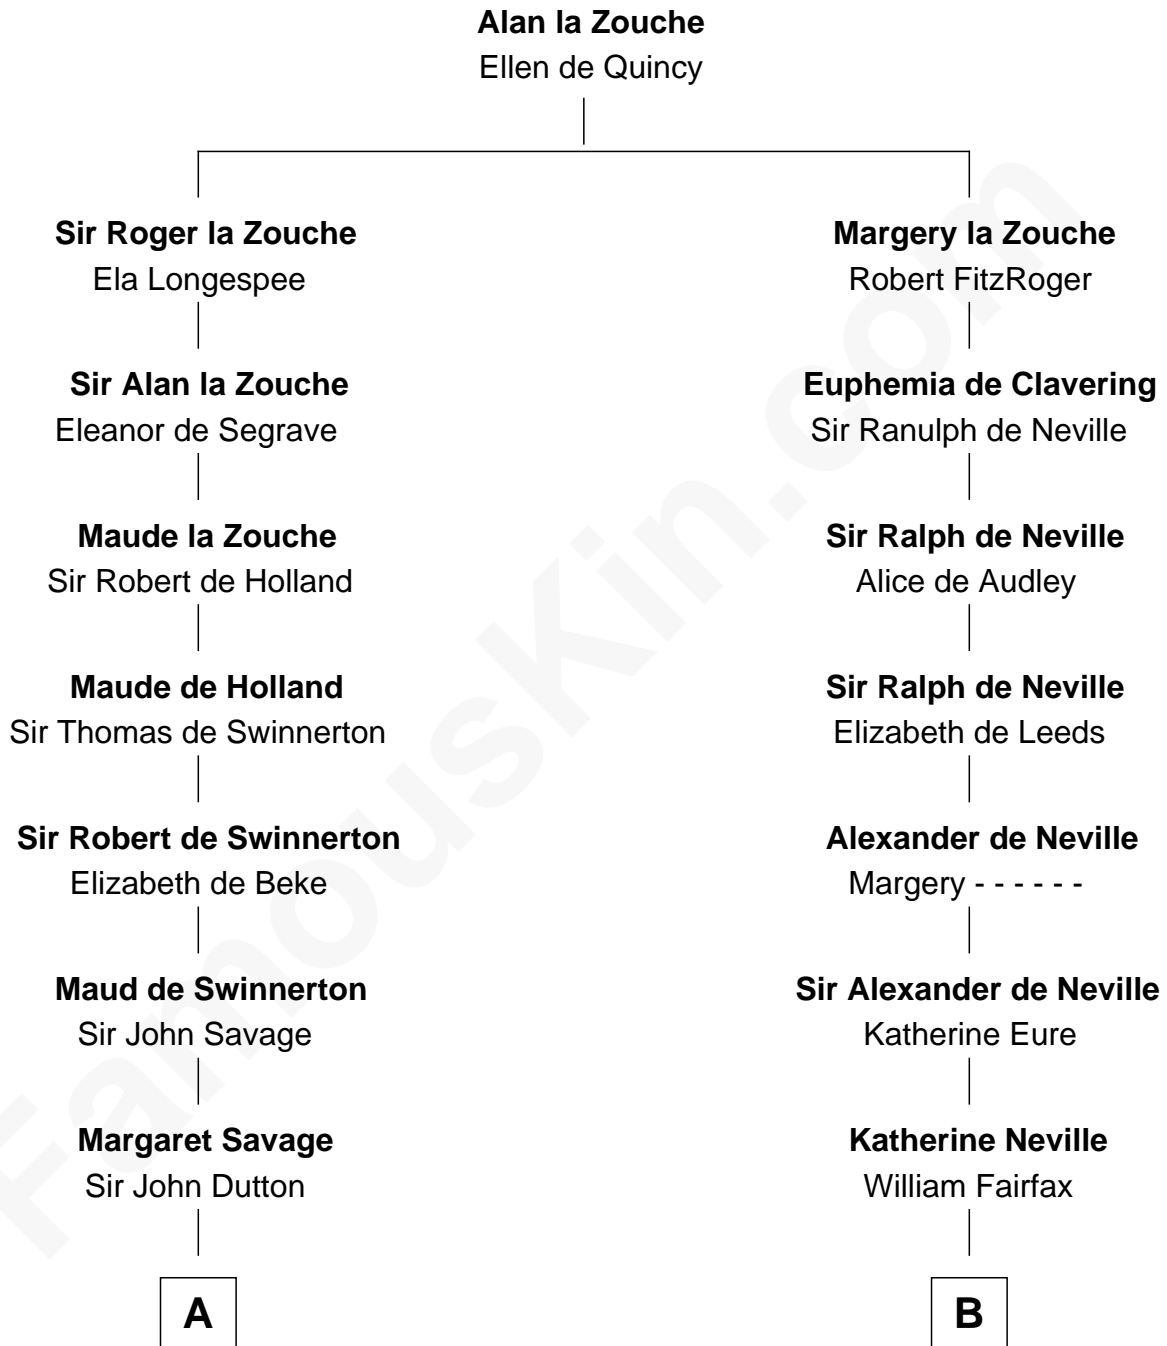 Alan la Zouche
Ellen de Quincy
Sir Roger la Zouche
Ela Longespee
Sir Alan la Zouche
Eleanor de Segrave
Maude la Zouche
Sir Robert de Holland
Maude de Holland
Sir Thomas de Swinnerton
Sir Robert de Swinnerton
Elizabeth de Beke
Maud de Swinnerton
Sir John Savage
Margaret Savage
Sir John Dutton
A
Margery la Zouche
Robert FitzRoger
Euphemia de Clavering
Sir Ranulph de Neville
Sir Ralph de Neville
Alice de Audley
Sir Ralph de Neville
Elizabeth de Leeds
Alexander de Neville
Margery - - - - - -
Sir Alexander de Neville
Katherine Eure
Katherine Neville
William Fairfax
B
FamousKin.com